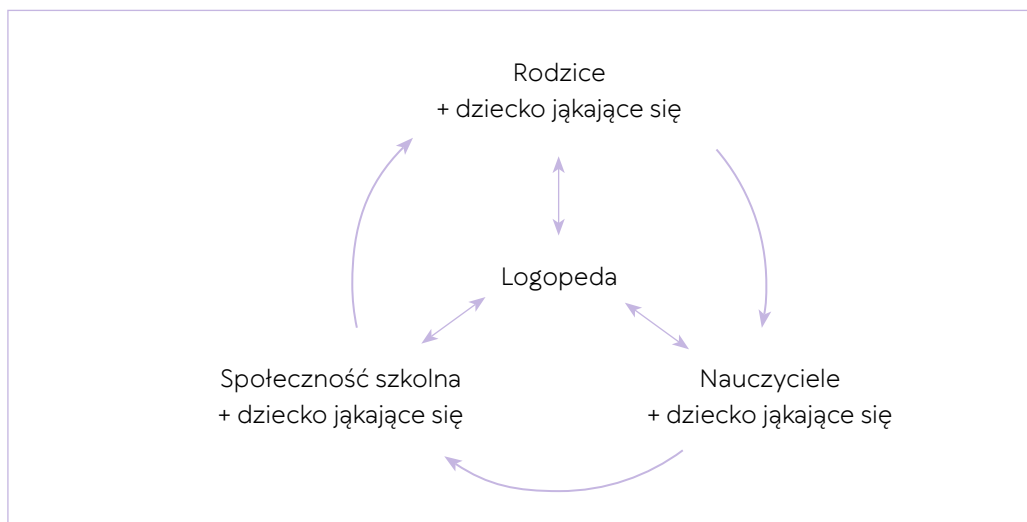 Rodzice
+ dziecko jąkające się
Logopeda
Społeczność szkolna
+ dziecko jąkające się
Nauczyciele
+ dziecko jąkające się